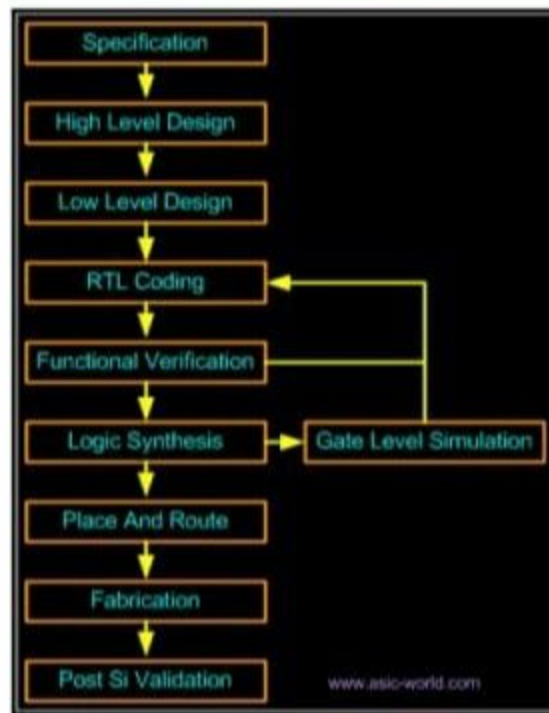 Specification
High Level Design
Low Level Design
RTL Coding
Functional Verification
Logic Synthesis
Gate Level Simulation
Place And Route
Fabrication
Post Si Validation
www.asic-world.com